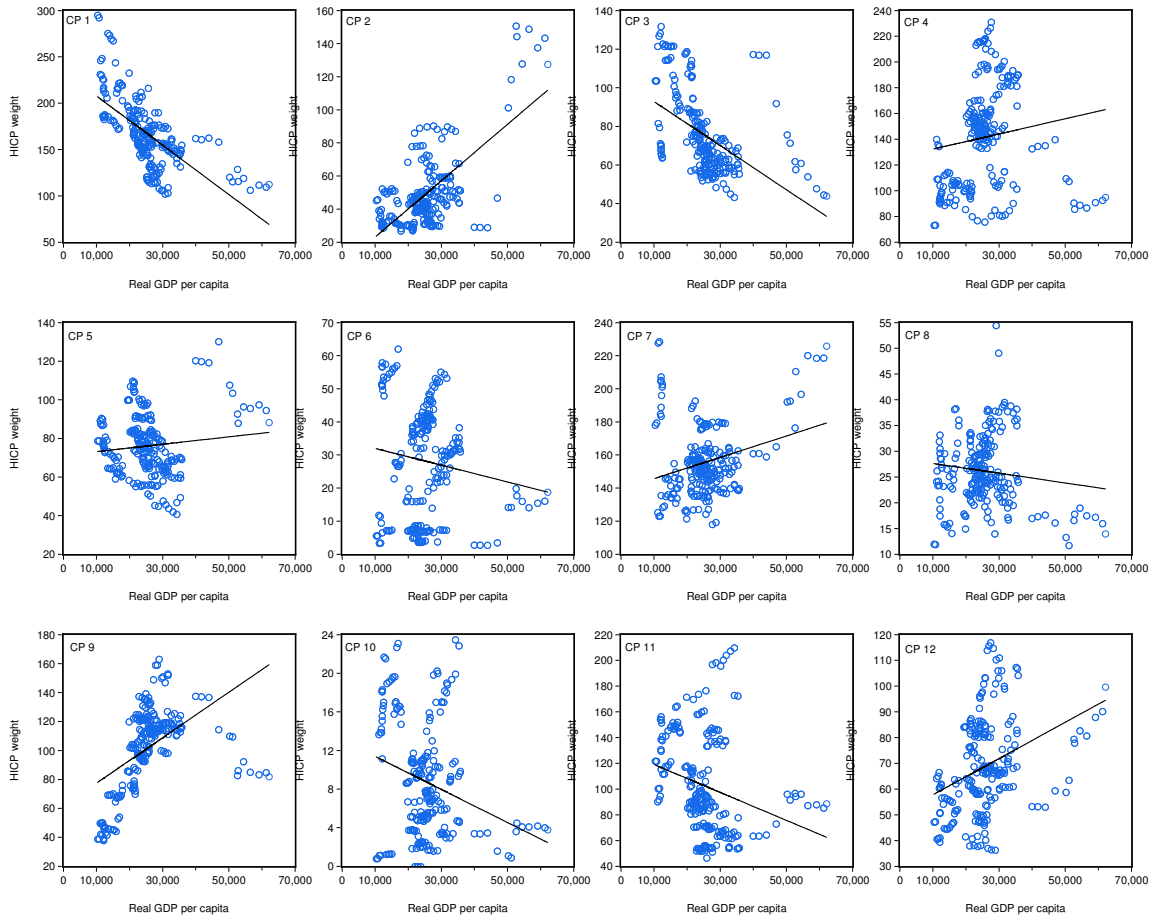 CP 1
300
250
200
150
100
50
HICP weight
0 10,000 30,000 50,000 70,000
Real GDP per capita
CP 2
160
140
120
100
80
60
40
20
HICP weight
0 10,000 30,000 50,000 70,000
Real GDP per capita
CP 3
140
120
100
80
60
40
20
HICP weight
0 10,000 30,000 50,000 70,000
Real GDP per capita
CP 4
240
220
200
180
160
140
120
100
80
60
HICP weight
0 10,000 30,000 50,000 70,000
Real GDP per capita
CP 5
140
120
100
80
60
40
20
HICP weight
0 10,000 30,000 50,000 70,000
Real GDP per capita
CP 6
70
60
50
40
30
20
10
0
HICP weight
0 10,000 30,000 50,000 70,000
Real GDP per capita
CP 7
240
220
200
180
160
140
120
100
HICP weight
0 10,000 30,000 50,000 70,000
Real GDP per capita
CP 8
55
50
45
40
35
30
25
20
15
10
HICP weight
0 10,000 30,000 50,000 70,000
Real GDP per capita
CP 9
180
160
140
120
100
80
60
40
20
HICP weight
0 10,000 30,000 50,000 70,000
Real GDP per capita
CP 10
24
20
16
12
8
4
0
HICP weight
0 10,000 30,000 50,000 70,000
Real GDP per capita
CP 11
220
200
180
160
140
120
100
80
60
40
HICP weight
0 10,000 30,000 50,000 70,000
Real GDP per capita
CP 12
120
110
100
90
80
70
60
50
40
30
HICP weight
0 10,000 30,000 50,000 70,000
Real GDP per capita